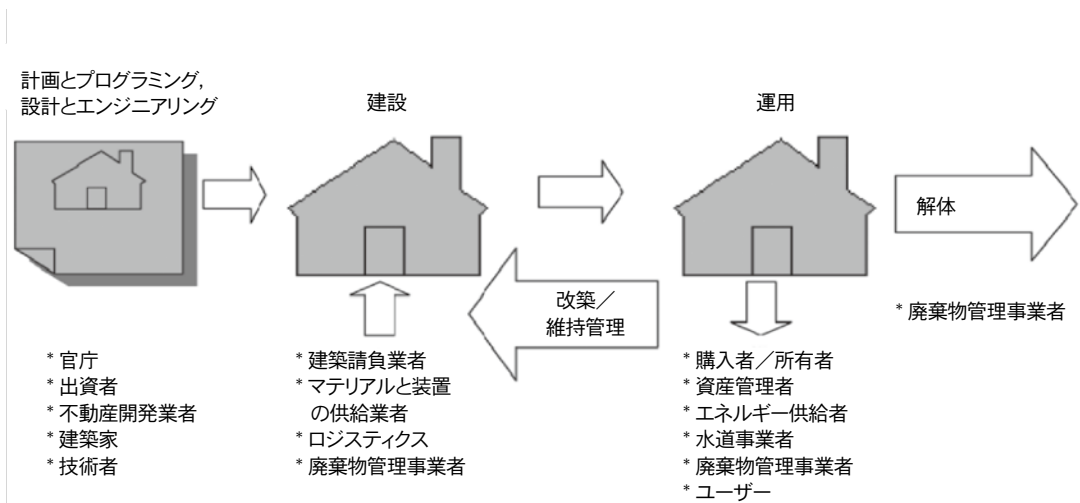 計画とプログラミング,
設計とエンジニアリング
建設
運用
解体
改築／
維持管理
* 官庁
* 出資者
* 不動産開発業者
* 建築家
* 技術者
* 建築請負業者
* マテリアルと装置
の供給業者
* ロジスティクス
* 廃棄物管理事業者
* 購入者／所有者
* 資産管理者
* エネルギー供給者
* 水道事業者
* 廃棄物管理事業者
* ユーザー
* 廃棄物管理事業者